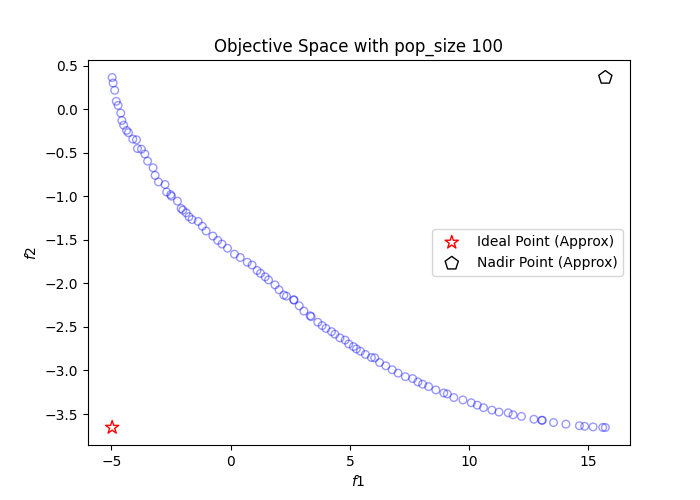 Objective Space with pop_size 100
0.5
0.0
−0.5
−1.0
−1.5
−2.0
−2.5
−3.0
−3.5
f2
Ideal Point (Approx)
Nadir Point (Approx)
−5
0
5
10
15
f1